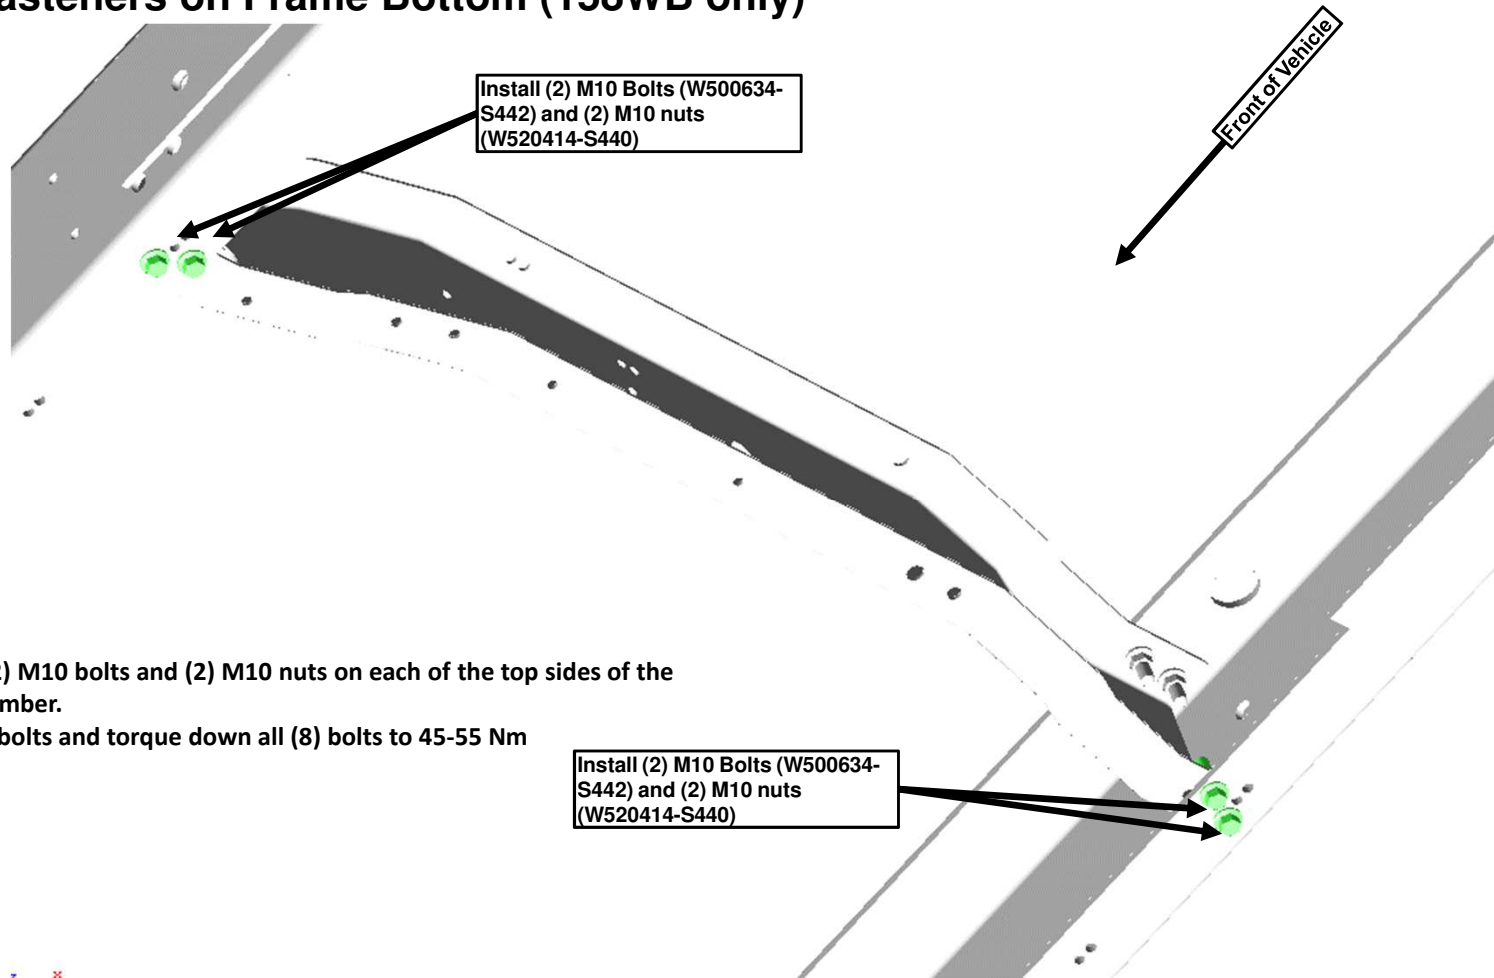 asteners on Frame Bottom (158WB only)
Install (2) M10 Bolts (W500634-
S442) and (2) M10 nuts
(W520414-S440)
Front of Vehicle
2) M10 bolts and (2) M10 nuts on each of the top sides of the
mber.
bolts and torque down all (8) bolts to 45-55 Nm
Install (2) M10 Bolts (W500634-
S442) and (2) M10 nuts
(W520414-S440)
z x